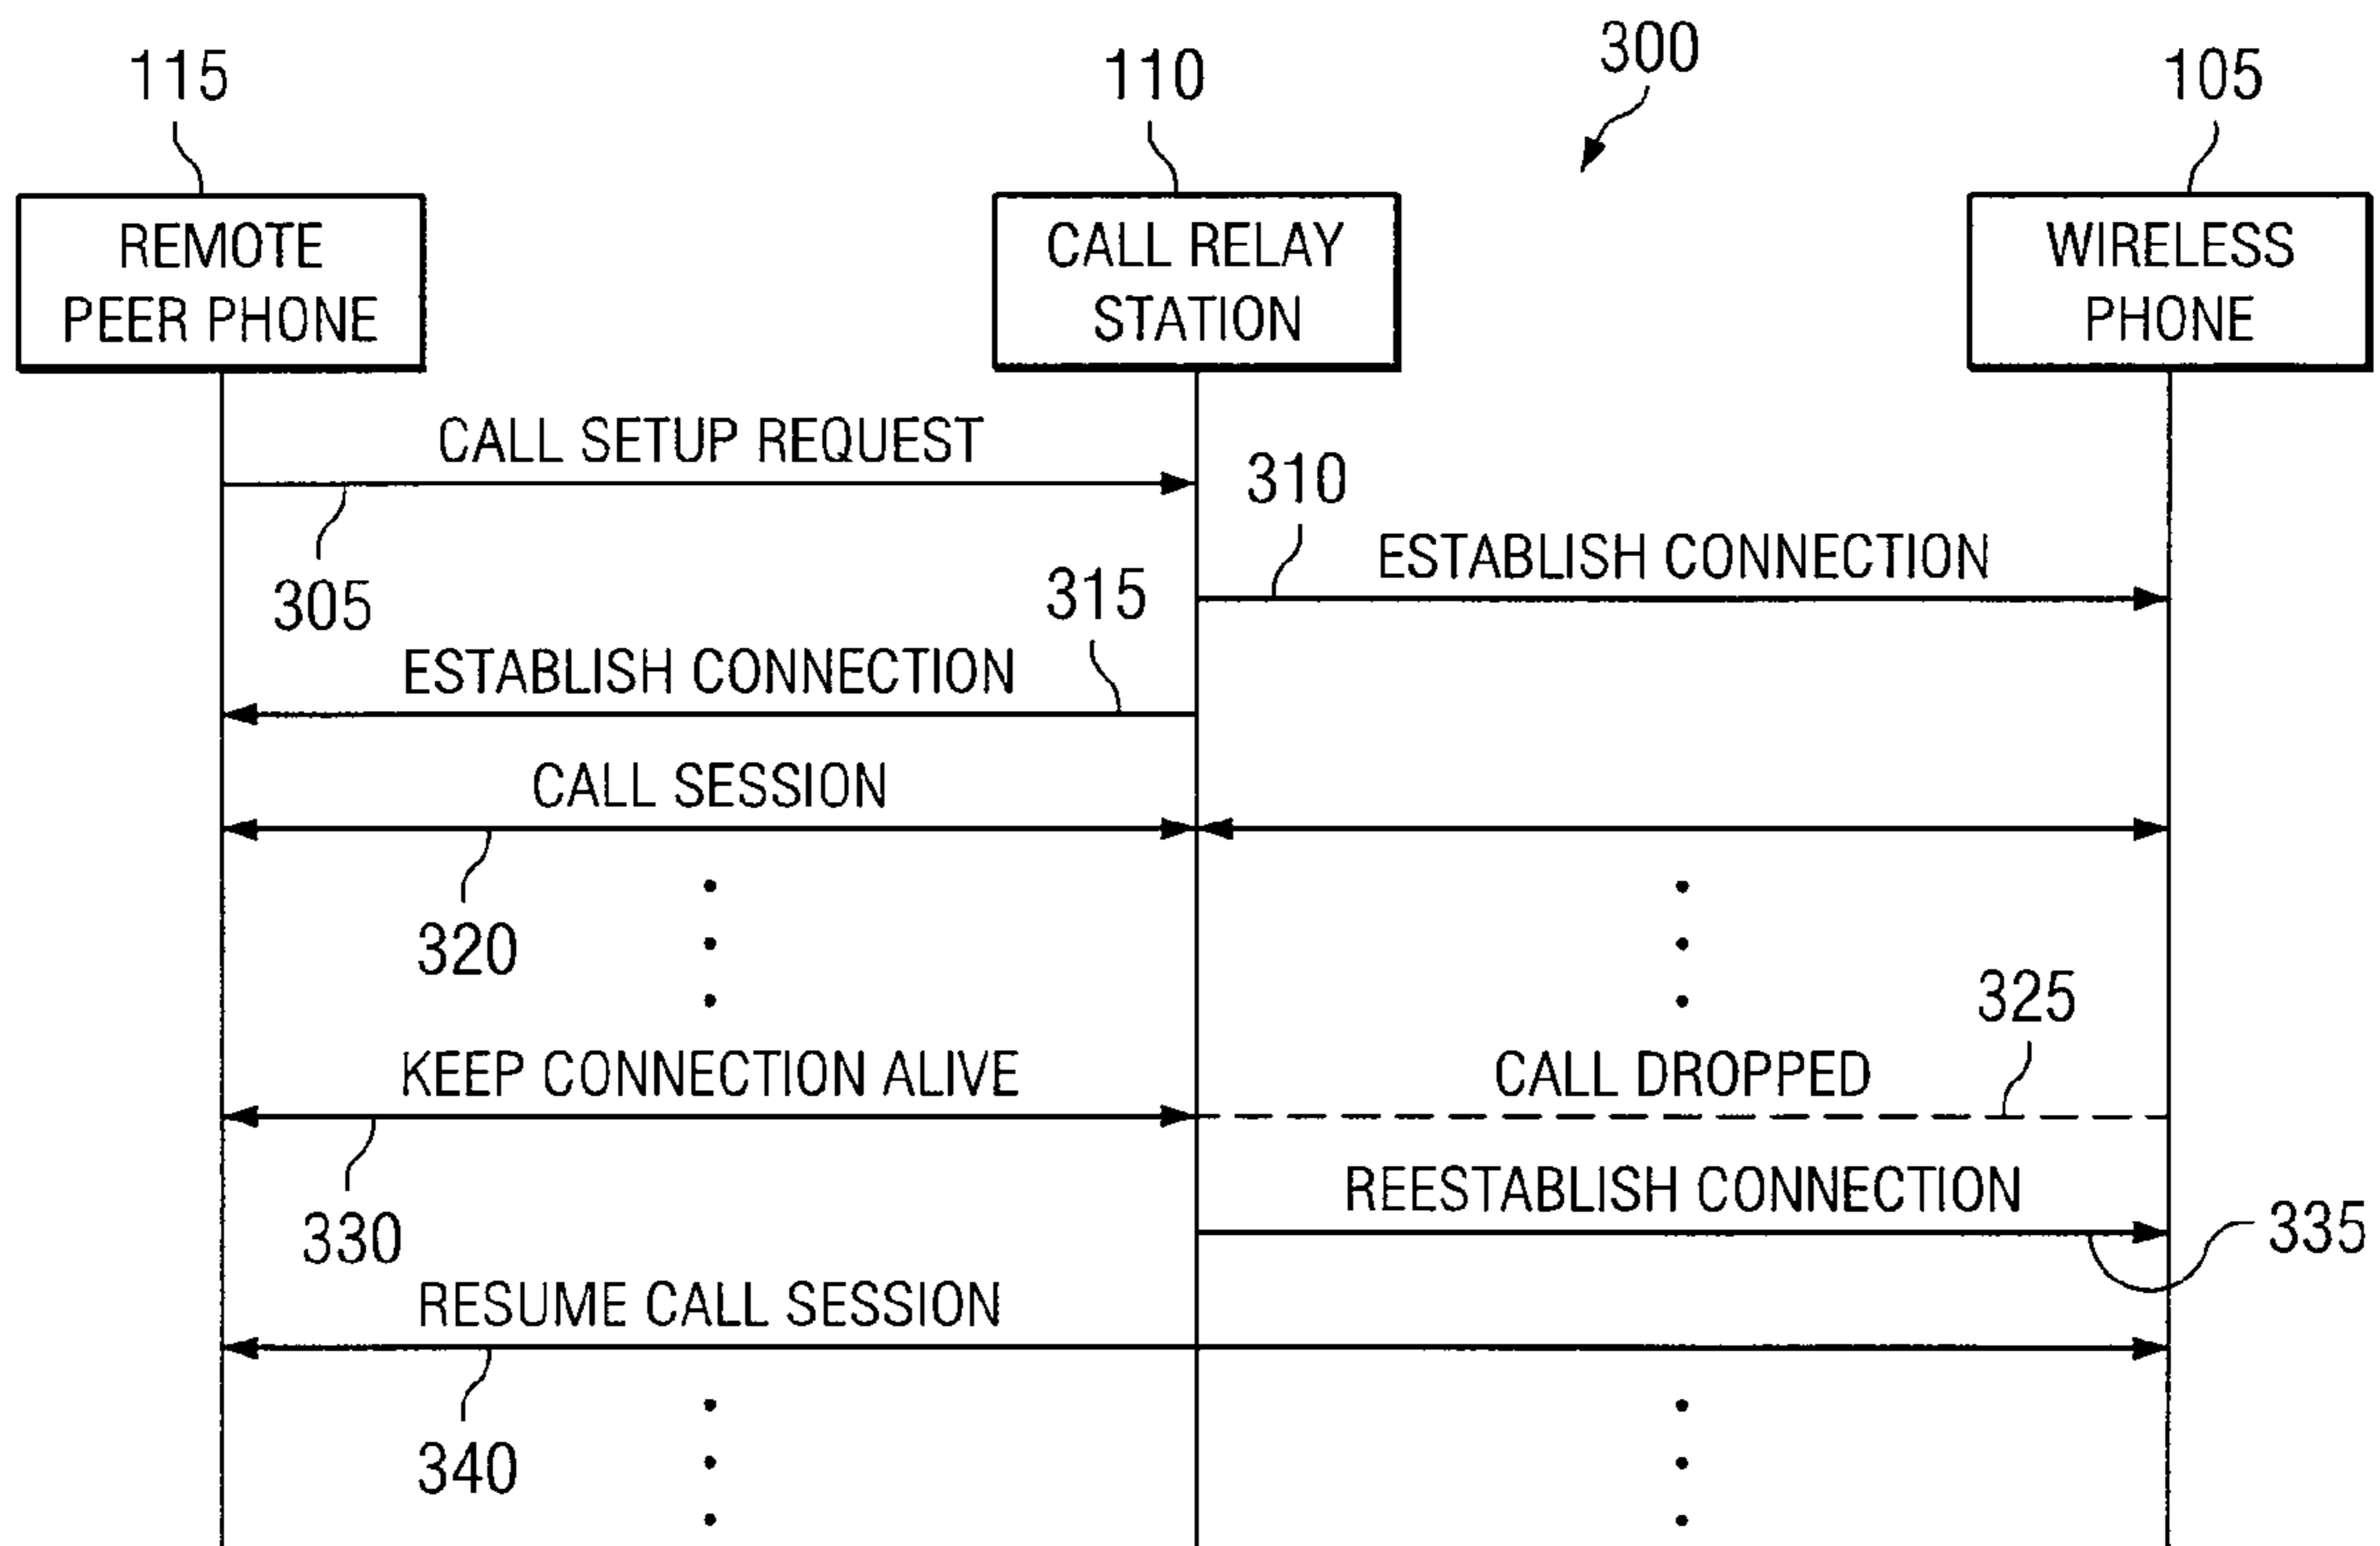 300
115
110
105
REMOTE
PEER PHONE
CALL RELAY
STATION
WIRELESS
PHONE
CALL SETUP REQUEST
305
310
ESTABLISH CONNECTION
315
ESTABLISH CONNECTION
CALL SESSION
320
325
KEEP CONNECTION ALIVE
CALL DROPPED
330
REESTABLISH CONNECTION
335
RESUME CALL SESSION
340